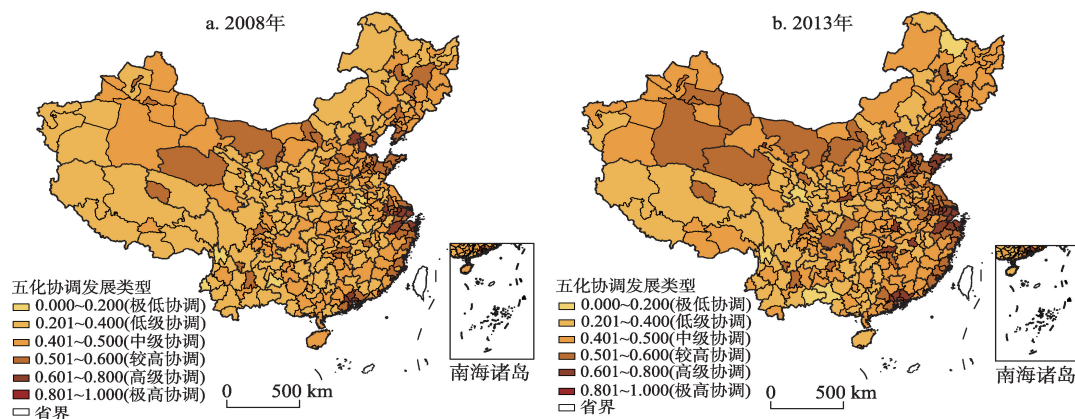 a. 2008年
五化协调发展类型
0.000~0.200(极低协调)
0.201~0.400(低级协调)
0.401~0.500(中级协调)
0.501~0.600(较高协调)
0.601~0.800(高级协调)
0.801~1.000(极高协调)
省界
0 500 km
南海诸岛
b. 2013年
五化协调发展类型
0.000~0.200(极低协调)
0.201~0.400(低级协调)
0.401~0.500(中级协调)
0.501~0.600(较高协调)
0.601~0.800(高级协调)
0.801~1.000(极高协调)
省界
0 500 km
南海诸岛